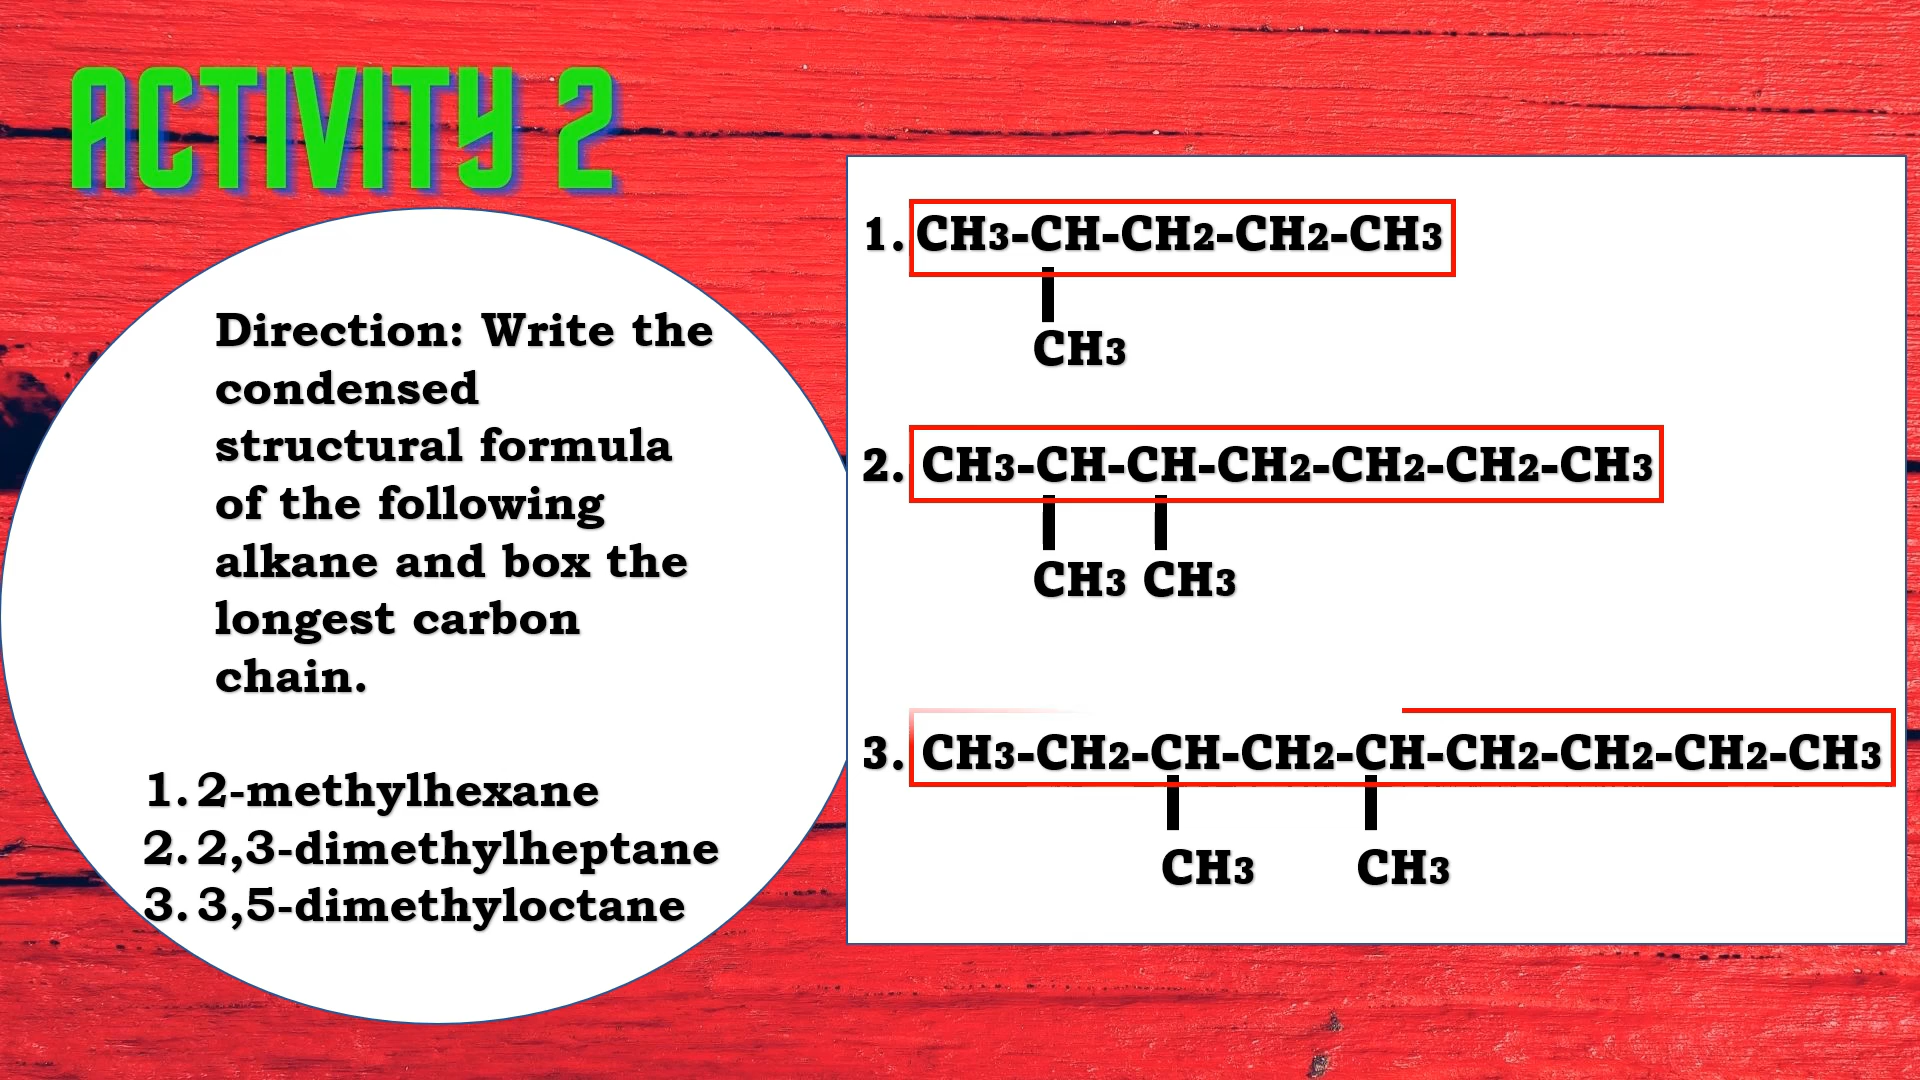 ACTIVITY 2
Direction: Write the
condensed
structural formula
of the following
alkane and box the
longest carbon
chain.
1. 2-methylhexane
2. 2,3-dimethylheptane
3. 3,5-dimethyloctane
1. CH3-CH-CH2-CH2-CH3
CH3
2. CH3-CH-CH-CH2-CH2-CH2-CH3
CH3 CH3
3. CH3-CH2-CH-CH2-CH-CH2-CH2-CH2-CH3
CH3 CH3